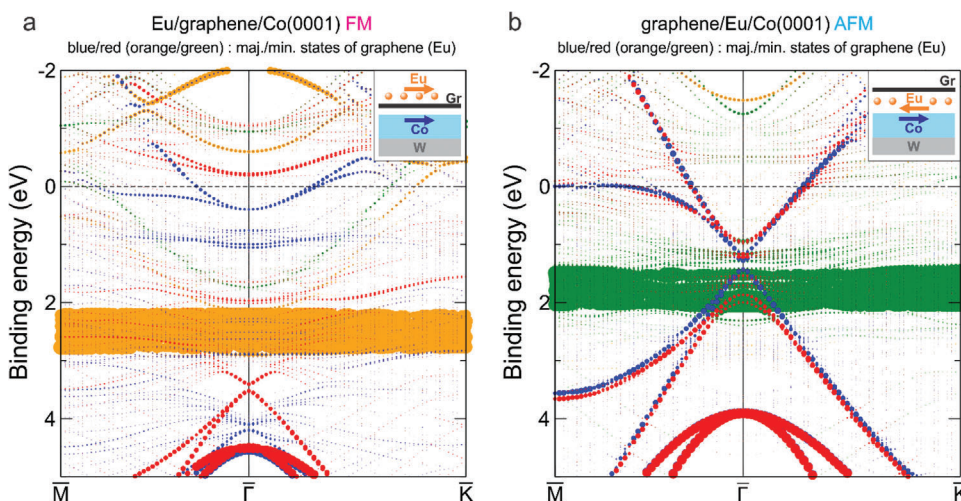 a
Eu/graphene/Co(0001) FM
blue/red (orange/green) : maj./min. states of graphene (Eu)
Binding energy (eV)
-2
0
2
4
Eu
Gr
Co
W
M̅
Γ̅
K̅
b
graphene/Eu/Co(0001) AFM
blue/red (orange/green) : maj./min. states of graphene (Eu)
Binding energy (eV)
-2
0
2
4
Gr
Eu
Co
W
M̅
Γ̅
K̅